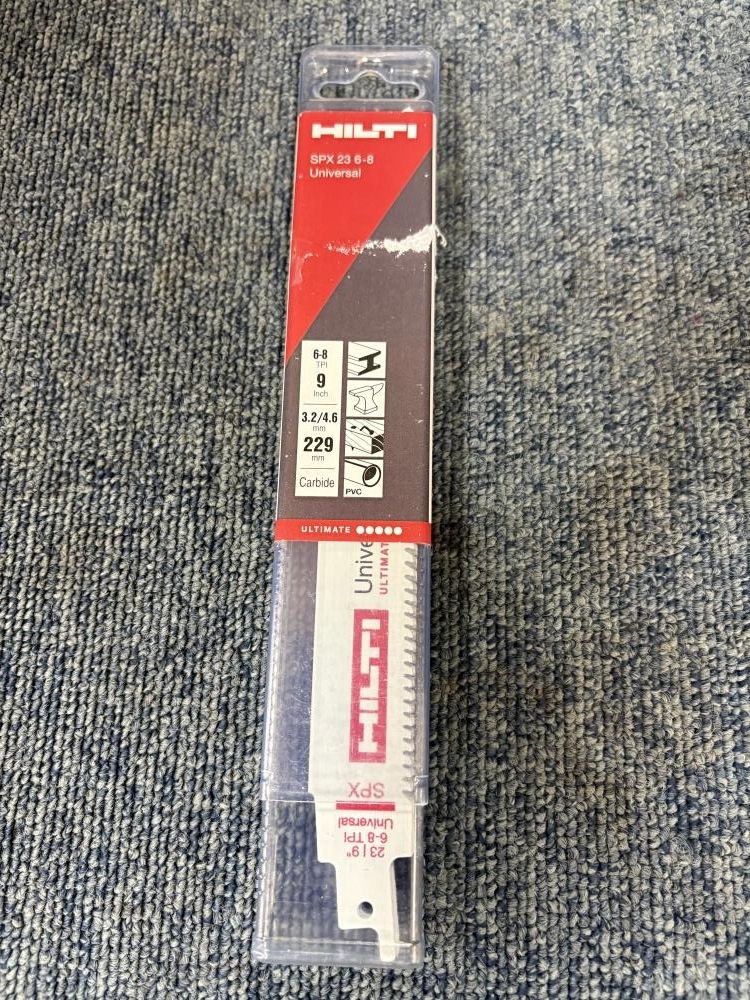 HILTI
SPX 23 6-8
Universal
6-8
TPI
9
Inch
3.2/4.6
mm
229
mm
Carbide
PVC
ULTIMATE
Unive
ULTIMAT
HILTI
SPX
Universal
6-8 TPI
23 | 9"